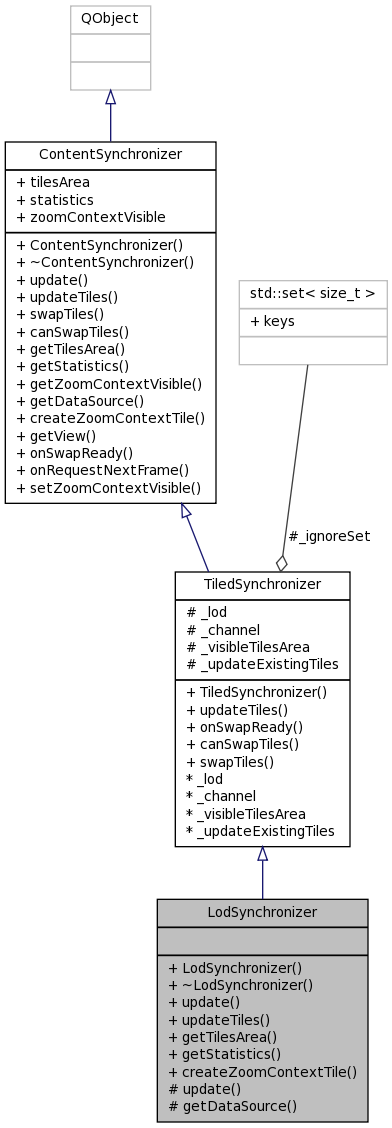 QObject
ContentSynchronizer
+ tilesArea
+ statistics
+ zoomContextVisible
+ ContentSynchronizer()
+ ~ContentSynchronizer()
+ update()
+ updateTiles()
+ swapTiles()
+ canSwapTiles()
+ getTilesArea()
+ getStatistics()
+ getZoomContextVisible()
+ getDataSource()
+ createZoomContextTile()
+ getView()
+ onSwapReady()
+ onRequestNextFrame()
+ setZoomContextVisible()
std::set< size_t >
+ keys
#_ignoreSet
TiledSynchronizer
# _lod
# _channel
# _visibleTilesArea
# _updateExistingTiles
+ TiledSynchronizer()
+ updateTiles()
+ onSwapReady()
+ canSwapTiles()
+ swapTiles()
* _lod
* _channel
* _visibleTilesArea
* _updateExistingTiles
LodSynchronizer
+ LodSynchronizer()
+ ~LodSynchronizer()
+ update()
+ updateTiles()
+ getTilesArea()
+ getStatistics()
+ createZoomContextTile()
# update()
# getDataSource()